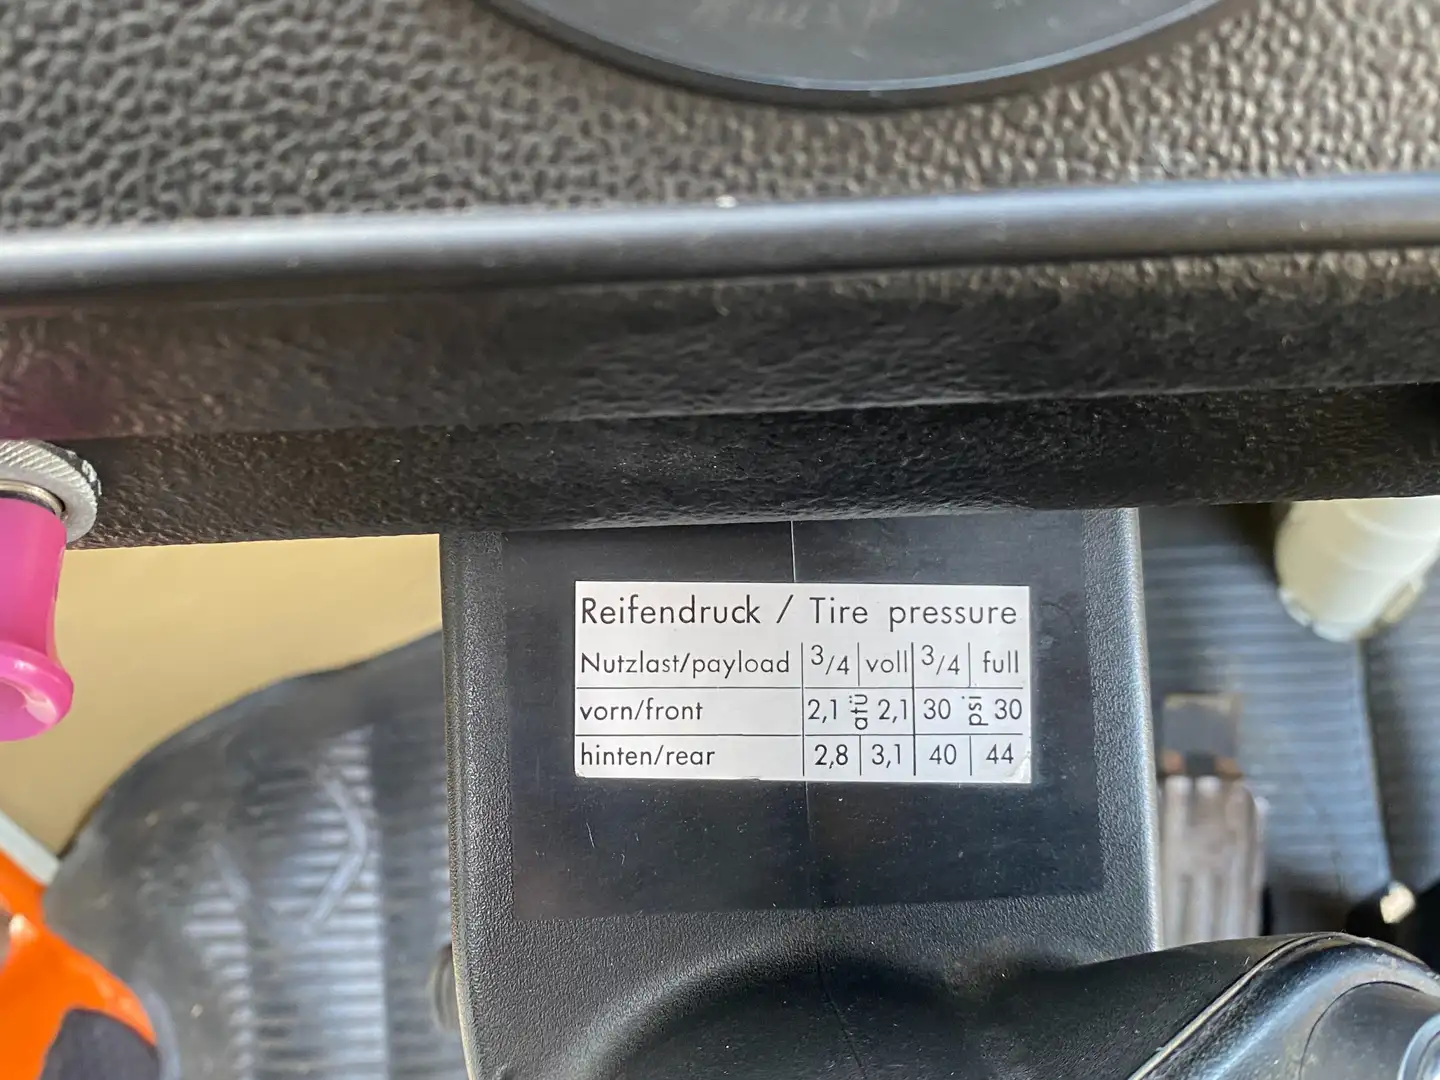 Reifendruck / Tire pressure
Nutzlast/payload 3/4 voll 3/4 full
vorn/front 2,1 atü 2,1 30 psi 30
hinten/rear 2,8 3,1 40 44